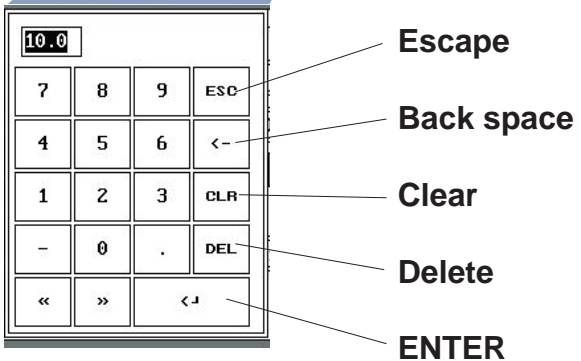 10.0
Escape
7 8 9 ESC
Back space
4 5 6 <-
1 2 3 CLR
Clear
- 0 . DEL
Delete
« » <┘
ENTER